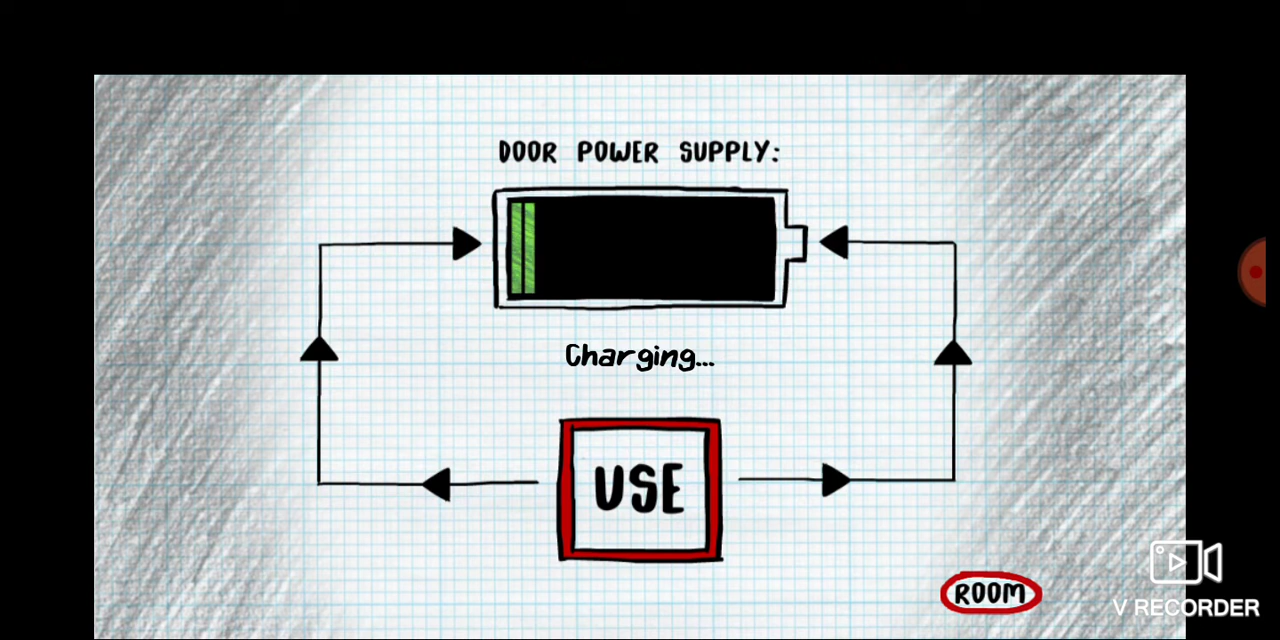 DOOR POWER SUPPLY:
Charging...
USE
ROOM
V RECORDER